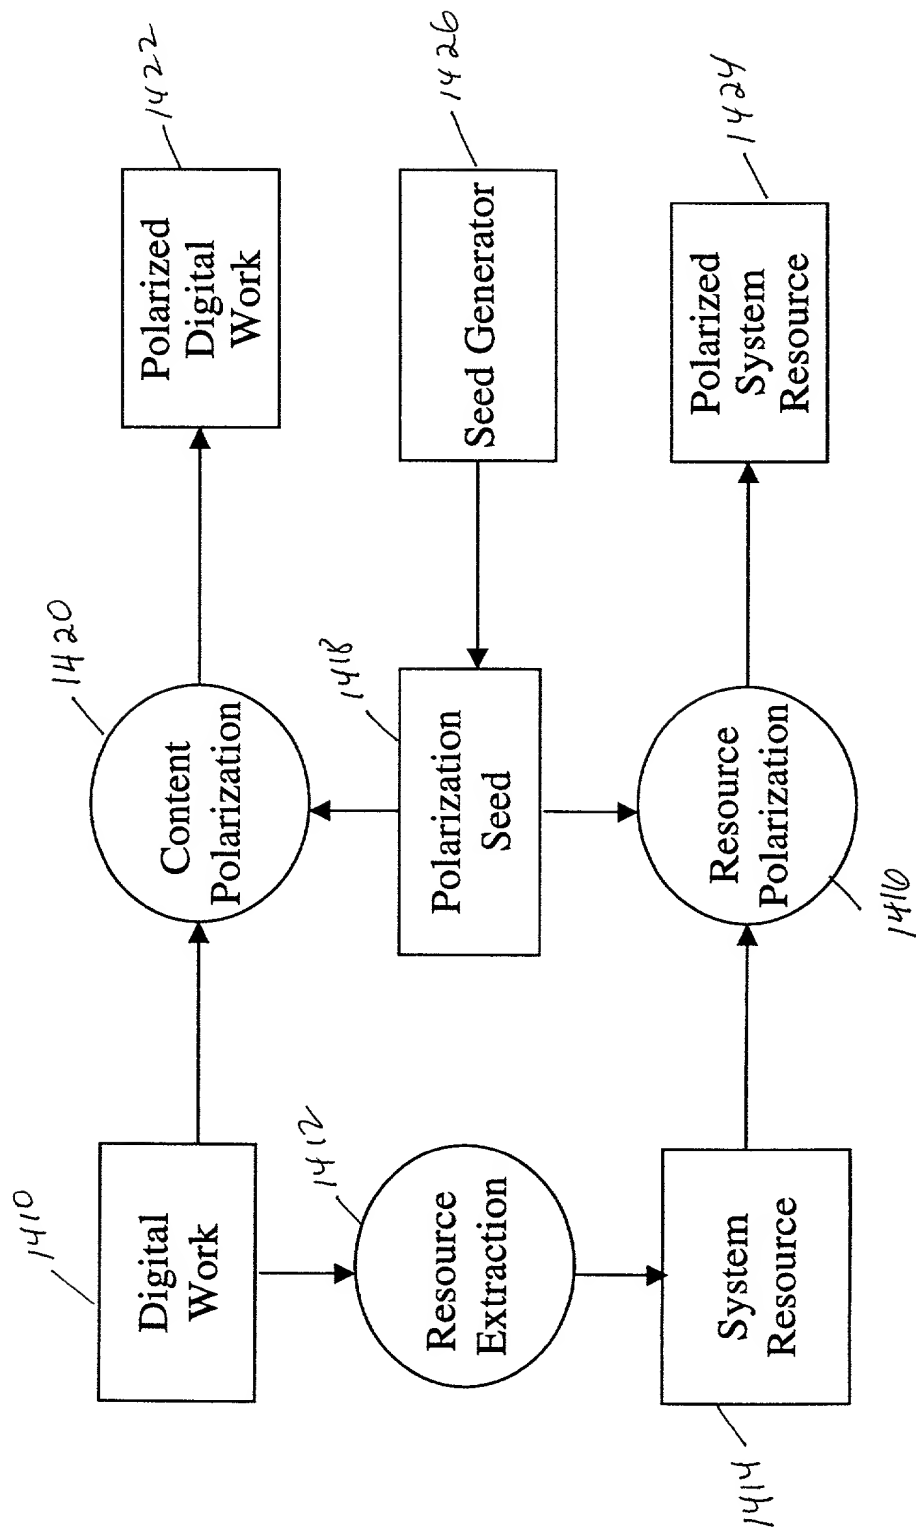 1410
Digital
Work
1420
Content
Polarization
1422
Polarized
Digital
Work
1412
Resource
Extraction
1418
Polarization
Seed
1426
Seed Generator
1414
System
Resource
1416
Resource
Polarization
1424
Polarized
System
Resource